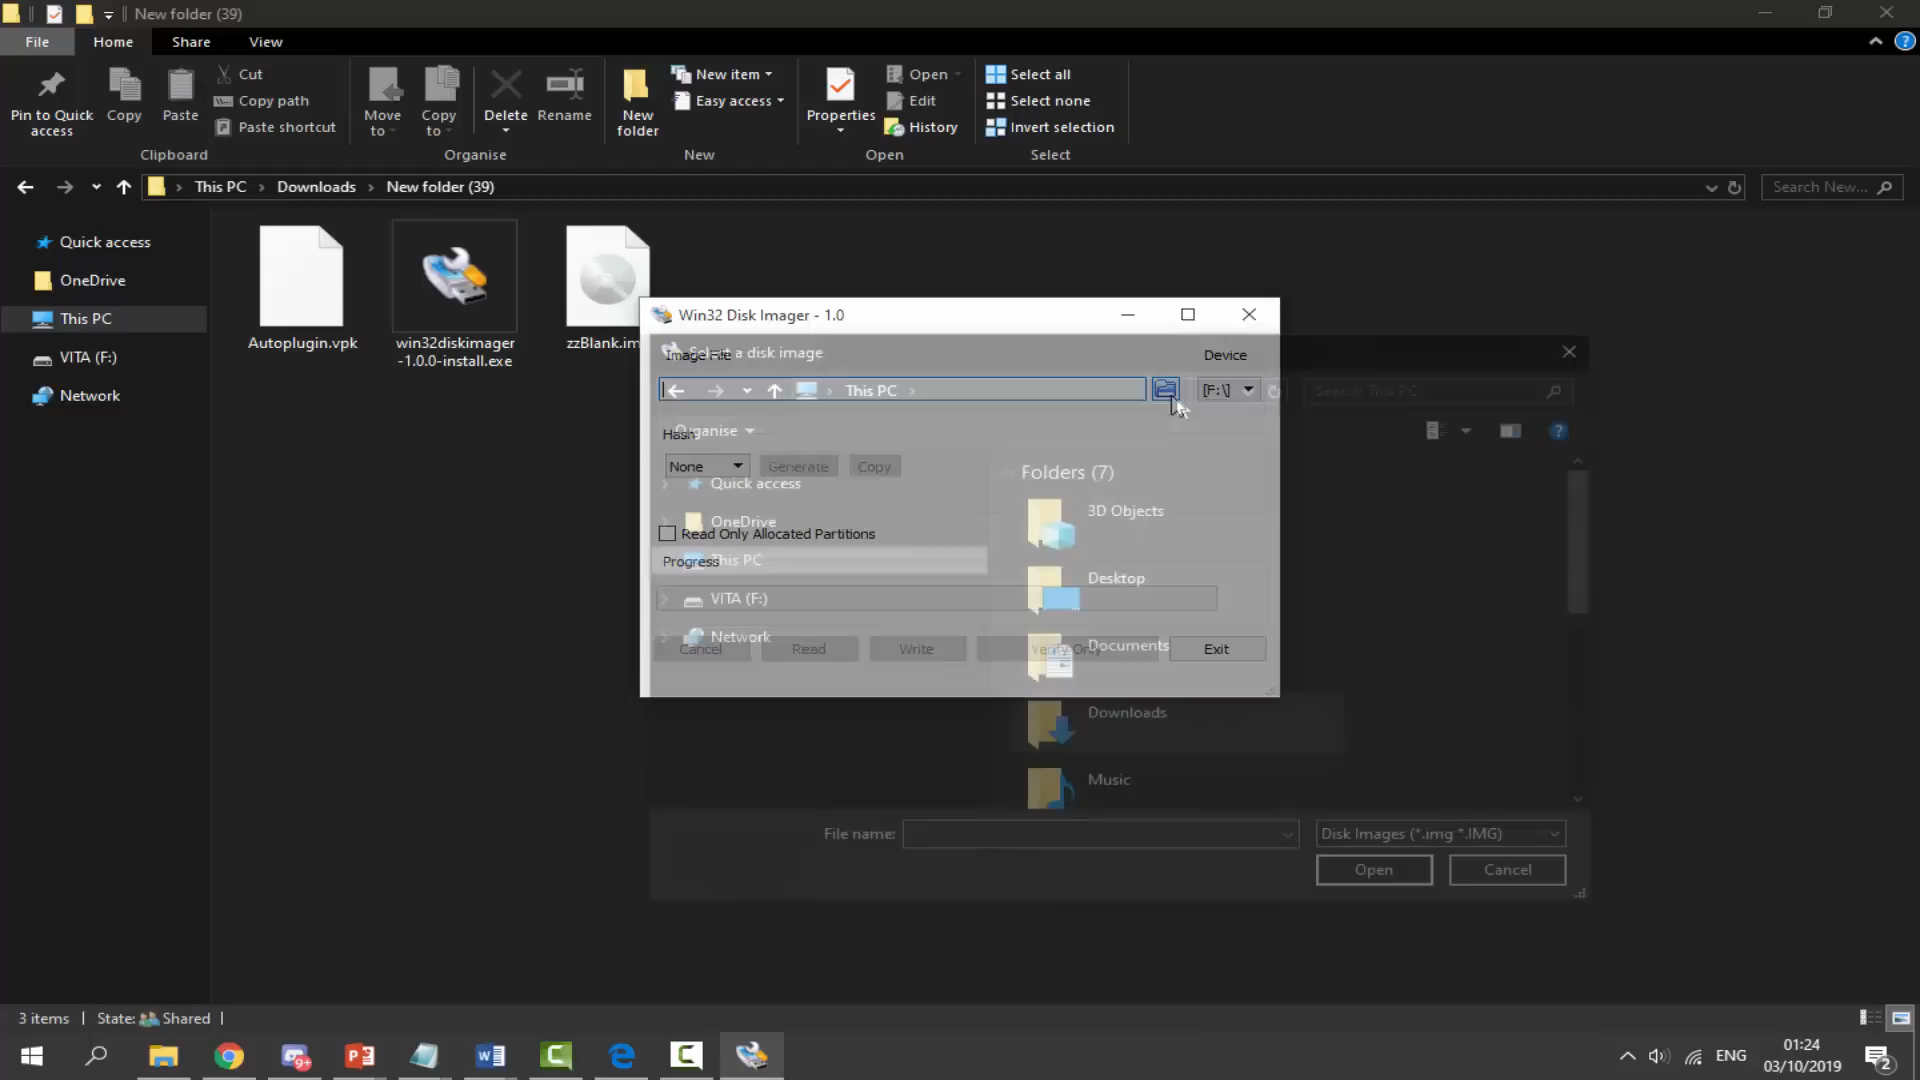 New folder (39)
File Home Share View
Pin to Quick access
Copy
Paste
Cut
Copy path
Paste shortcut
Clipboard
Move to
Copy to
Delete
Rename
Organise
New folder
New item
Easy access
New
Properties
Open
Edit
History
Open
Select all
Select none
Invert selection
Select
This PC Downloads New folder (39)
Search New...
Quick access
OneDrive
This PC
VITA (F:)
Network
Autoplugin.vpk
win32diskimager
-1.0.0-install.exe
zzBlank.im
Win32 Disk Imager - 1.0
Image File
Select a disk image
Device
This PC
[F:\]
Search This PC
Organise
Hash
None
Generate
Copy
Quick access
OneDrive
Read Only Allocated Partitions
This PC
Progress
VITA (F:)
Network
Cancel
Read
Write
Verify Only
Exit
Folders (7)
3D Objects
Desktop
Documents
Downloads
Music
File name:
Disk Images (*.img *.IMG)
Open
Cancel
3 items
State: Shared
9+
ENG
01:24
03/10/2019
2